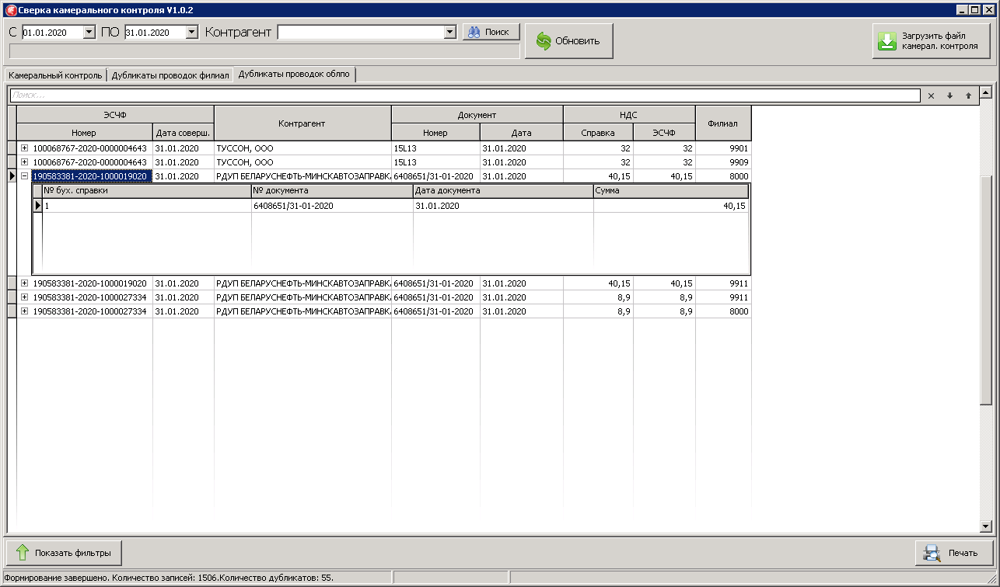 Сверка камерального контроля V1.0.2
С 01.01.2020 ПО 31.01.2020 Контрагент Поиск
Обновить
Загрузить файл
камерал. контроля
Камеральный контроль Дубликаты проводок филиал Дубликаты проводок облпо
Поиск...
ЭСЧФ Контрагент Документ НДС Филиал
Номер Дата соверш. Номер Дата Справка ЭСЧФ
100068767-2020-0000004643 31.01.2020 ТУССОН, ООО 15L13 31.01.2020 32 32 9901
100068767-2020-0000004643 31.01.2020 ТУССОН, ООО 15L13 31.01.2020 32 32 9909
190583381-2020-1000019020 31.01.2020 РДУП БЕЛАРУСНЕФТЬ-МИНСКАВТОЗАПРАВК 6408651/31-01-2020 31.01.2020 40,15 40,15 8000
№ бух. справки № документа Дата документа Сумма
1 6408651/31-01-2020 31.01.2020 40,15
190583381-2020-1000019020 31.01.2020 РДУП БЕЛАРУСНЕФТЬ-МИНСКАВТОЗАПРАВК 6408651/31-01-2020 31.01.2020 40,15 40,15 9911
190583381-2020-1000027334 31.01.2020 РДУП БЕЛАРУСНЕФТЬ-МИНСКАВТОЗАПРАВК 6408651/31-01-2020 31.01.2020 8,9 8,9 9911
190583381-2020-1000027334 31.01.2020 РДУП БЕЛАРУСНЕФТЬ-МИНСКАВТОЗАПРАВК 6408651/31-01-2020 31.01.2020 8,9 8,9 8000
Показать фильтры Печать
Формирование завершено. Количество записей: 1506.Количество дубликатов: 55.